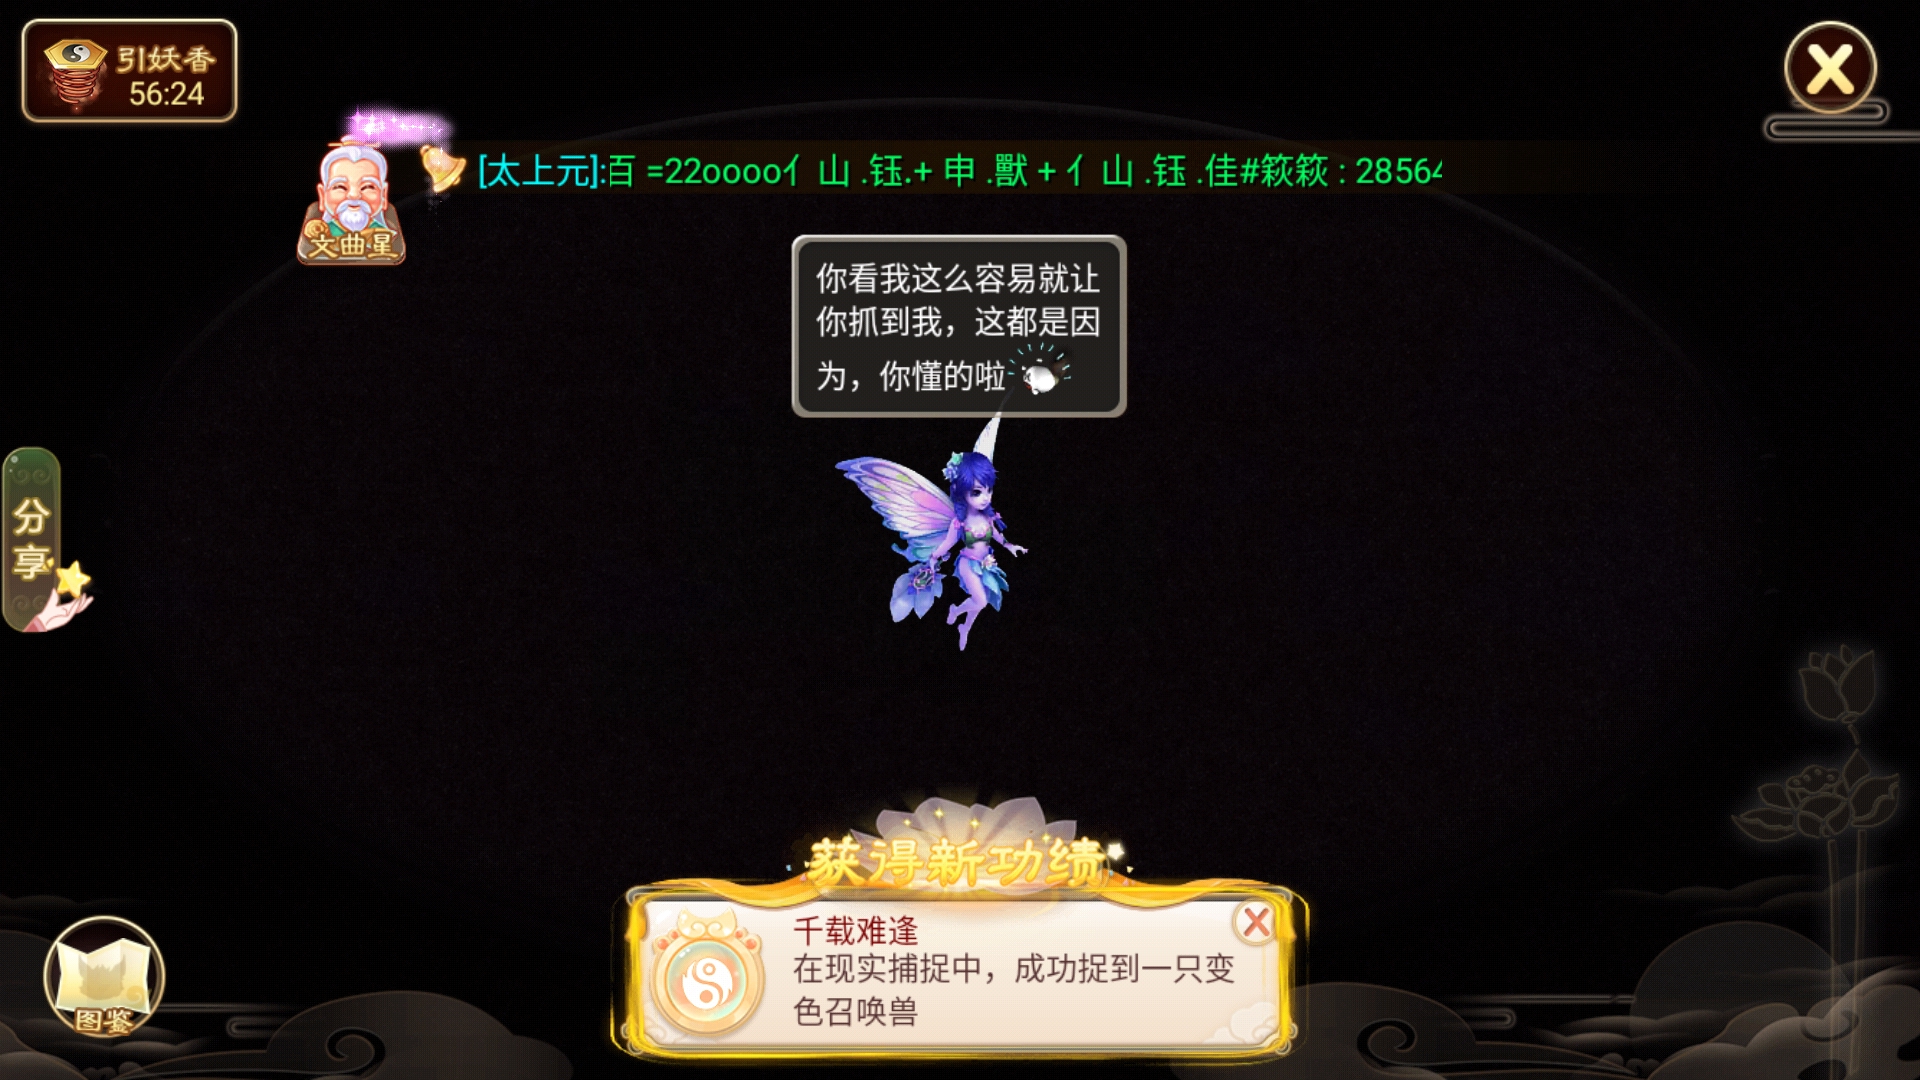 引妖香
56:24
文曲星
[太上元]:百 =22oooo亻 山 .钰.+ 申 .獸 + 亻 山 .钰 .佳#篏篏 : 28564
你看我这么容易就让
你抓到我，这都是因
为，你懂的啦
分享
获得新功绩
千载难逢
在现实捕捉中，成功捉到一只变
色召唤兽
图鉴